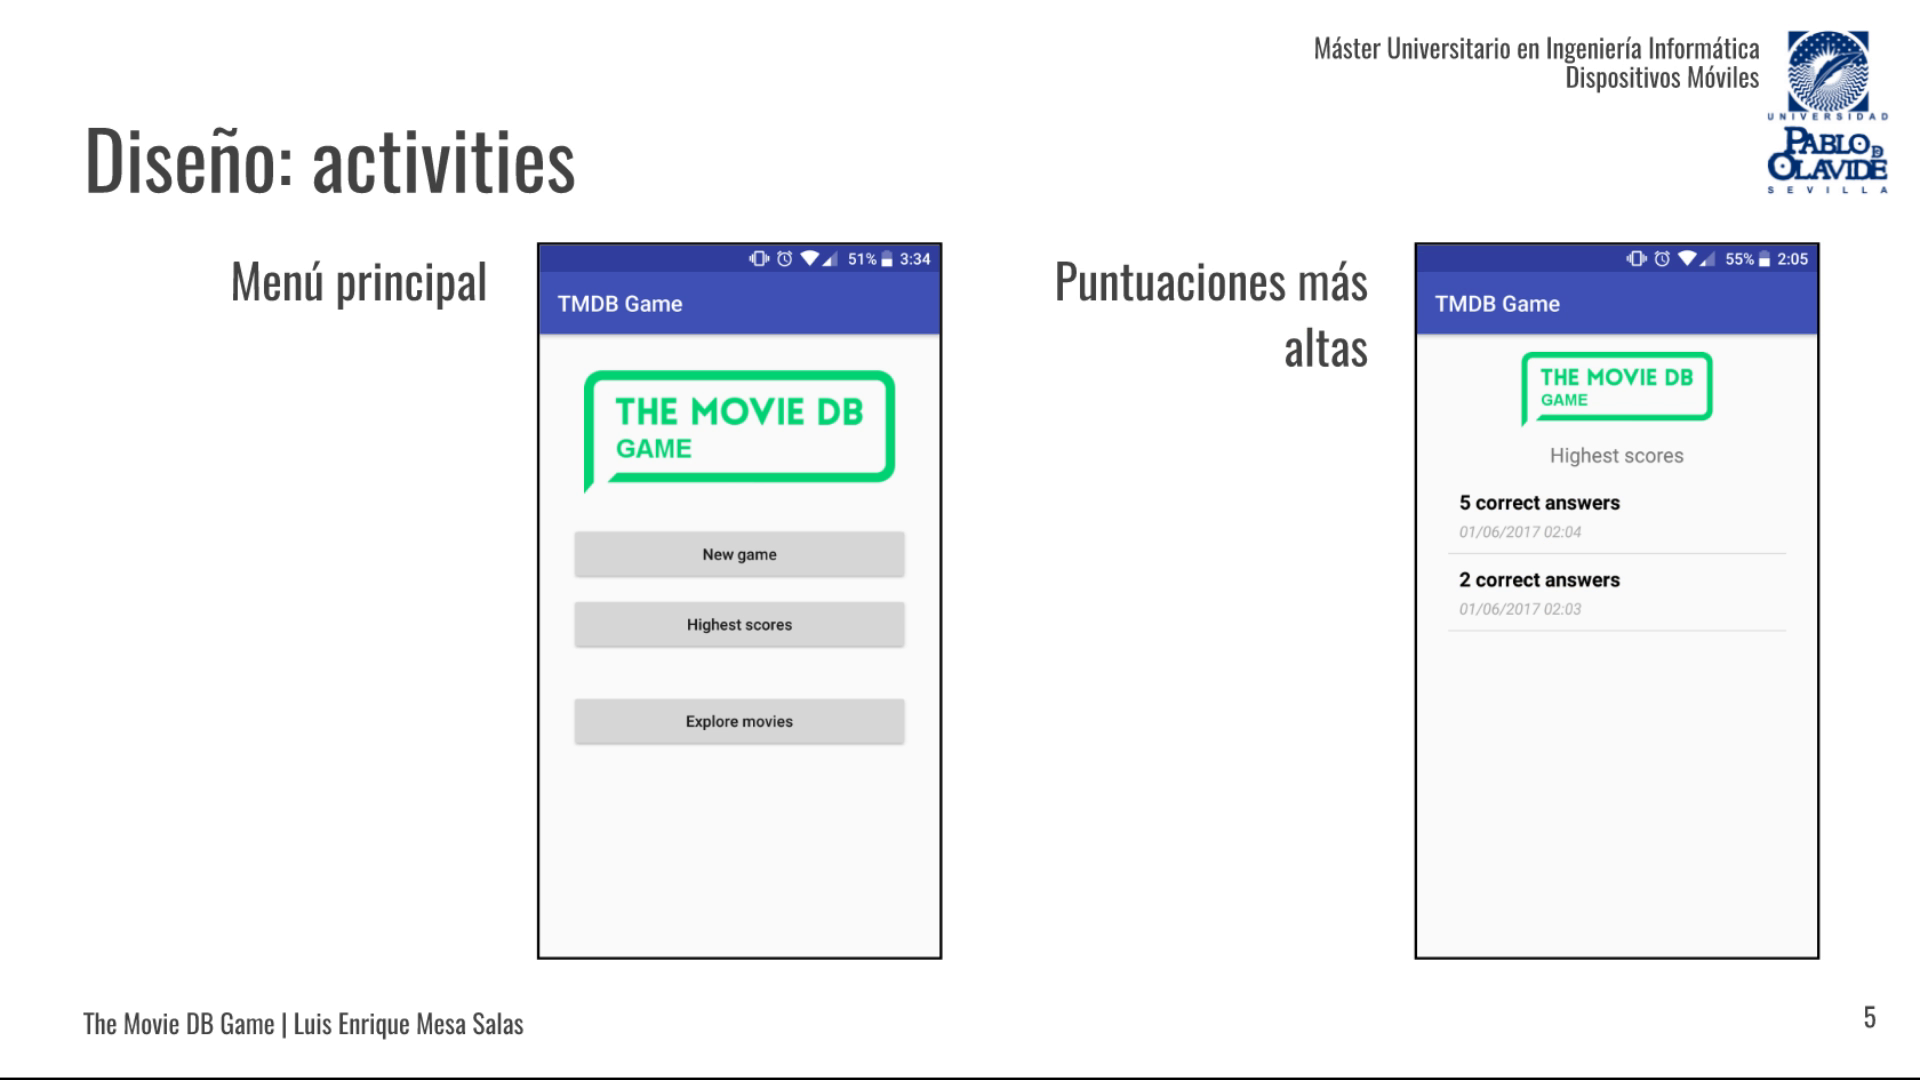 Máster Universitario en Ingeniería Informática
Dispositivos Móviles
UNIVERSIDAD
PABLO DE
OLAVIDE
SEVILLA
Diseño: activities
Menú principal
51% 3:34
TMDB Game
THE MOVIE DB
GAME
New game
Highest scores
Explore movies
Puntuaciones más
altas
55% 2:05
TMDB Game
THE MOVIE DB
GAME
Highest scores
5 correct answers
01/06/2017 02:04
2 correct answers
01/06/2017 02:03
The Movie DB Game | Luis Enrique Mesa Salas
5